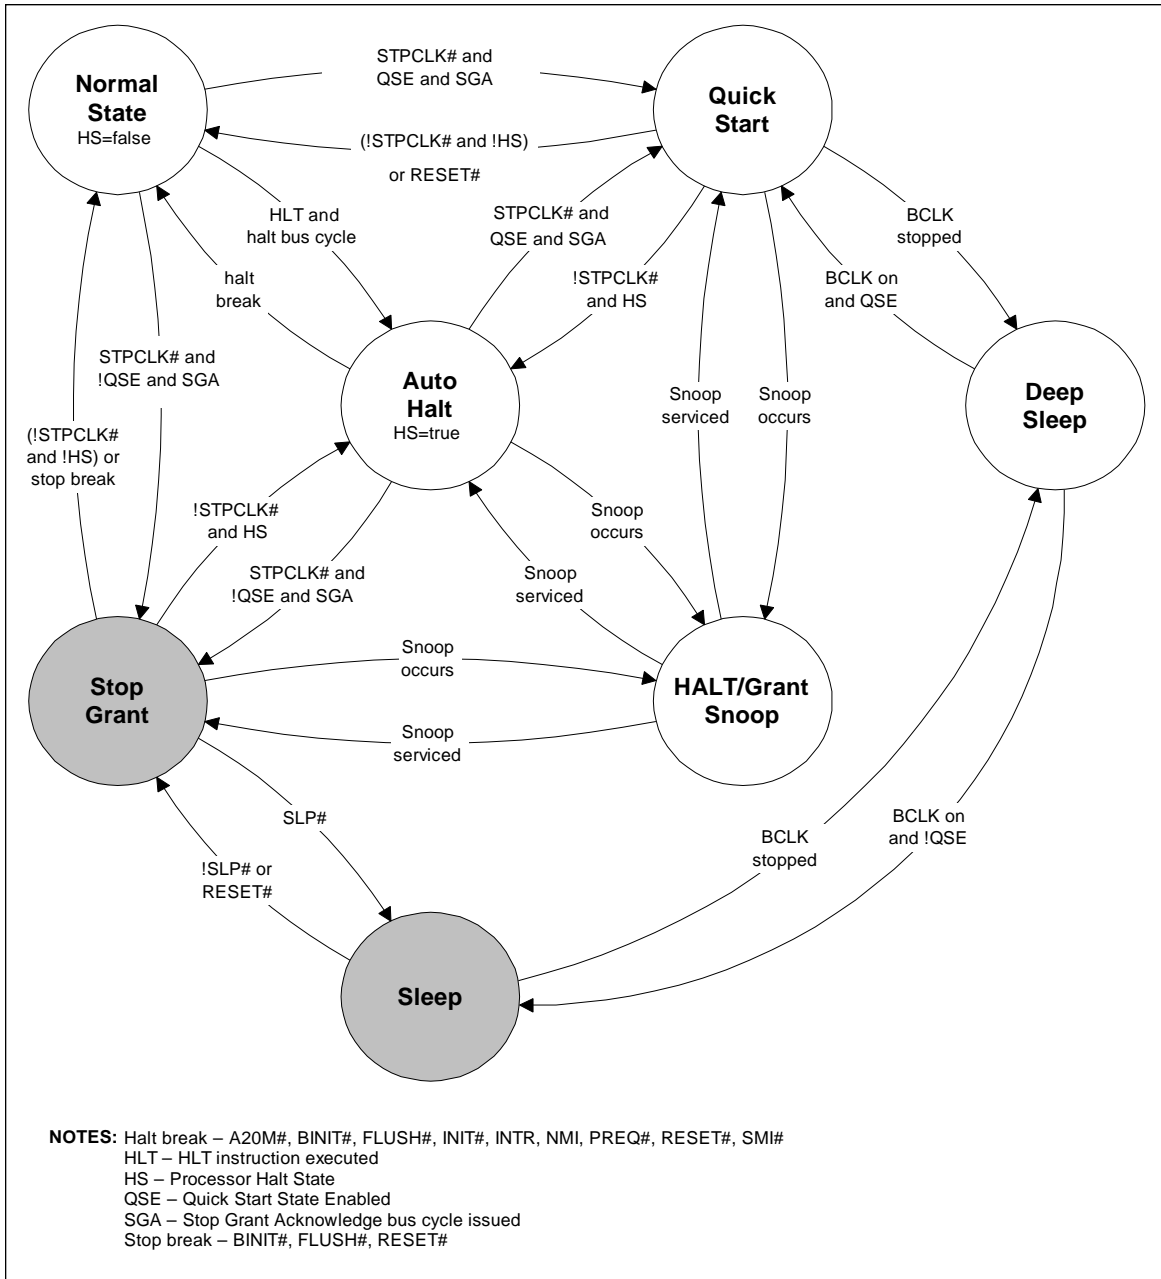 Normal
State
HS=false
STPCLK# and
QSE and SGA
Quick
Start
(!STPCLK# and !HS)
or RESET#
HLT and
halt bus cycle
STPCLK# and
QSE and SGA
BCLK
stopped
halt
break
!STPCLK#
and HS
BCLK on
and QSE
STPCLK# and
!QSE and SGA
Auto
Halt
HS=true
Snoop
serviced
Snoop
occurs
Deep
Sleep
(!STPCLK#
and !HS) or
stop break
!STPCLK#
and HS
Snoop
occurs
STPCLK# and
!QSE and SGA
Snoop
serviced
Stop
Grant
Snoop
occurs
HALT/Grant
Snoop
Snoop
serviced
SLP#
BCLK
stopped
BCLK on
and !QSE
!SLP# or
RESET#
Sleep
NOTES: Halt break – A20M#, BINIT#, FLUSH#, INIT#, INTR, NMI, PREQ#, RESET#, SMI#
HLT – HLT instruction executed
HS – Processor Halt State
QSE – Quick Start State Enabled
SGA – Stop Grant Acknowledge bus cycle issued
Stop break – BINIT#, FLUSH#, RESET#